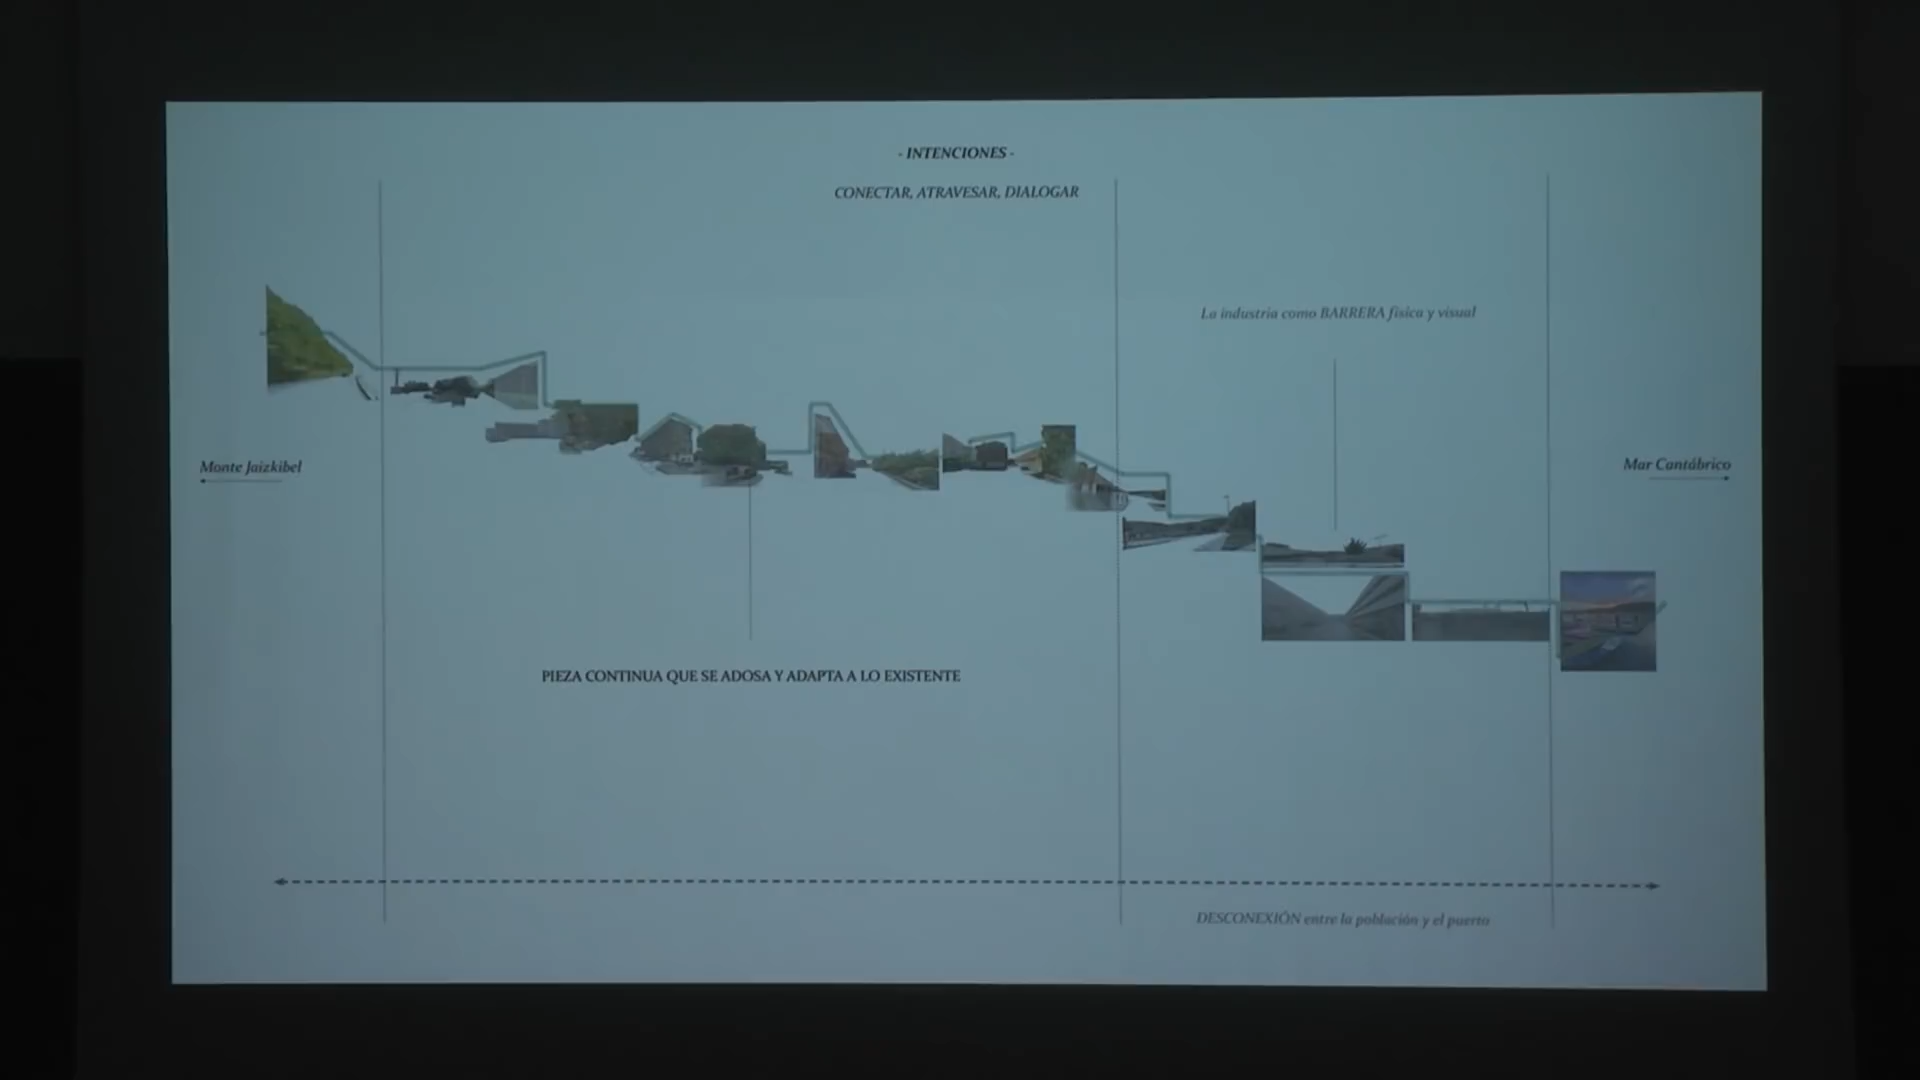 - INTENCIONES -
CONECTAR, ATRAVESAR, DIALOGAR
La industria como BARRERA física y visual
Monte Jaizkibel
Mar Cantábrico
PIEZA CONTINUA QUE SE ADOSA Y ADAPTA A LO EXISTENTE
DESCONEXIÓN entre la población y el puerto